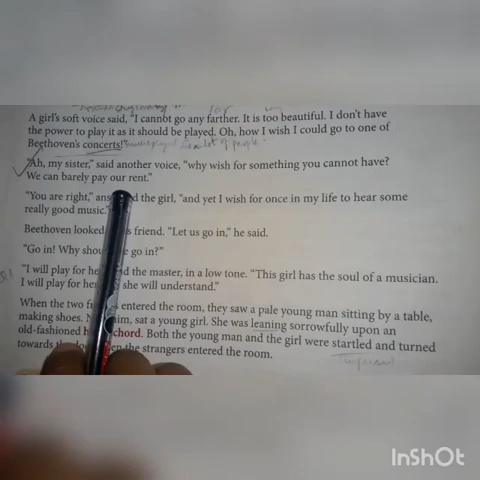 A girl's soft voice said, "I cannot go any farther. It is too beautiful. I don't have
the power to play it as it should be played. Oh, how I wish I could go to one of
Beethoven's concerts!"
"Ah, my sister," said another voice, "why wish for something you cannot have?
We can barely pay our rent."
"You are right," the girl, "and yet I wish for once in my life to hear some
really good music."
Beethoven looked friend. "Let us go in," he said.
"Go in! Why go in?"
"I will play for the master, in a low tone. "This girl has the soul of a musician.
I will play for she will understand."
When the two entered the room, they saw a pale young man sitting by a table,
making shoes. him, sat a young girl. She was leaning sorrowfully upon an
old-fashioned chord. Both the young man and the girl were startled and turned
towards the strangers entered the room.
InShOt